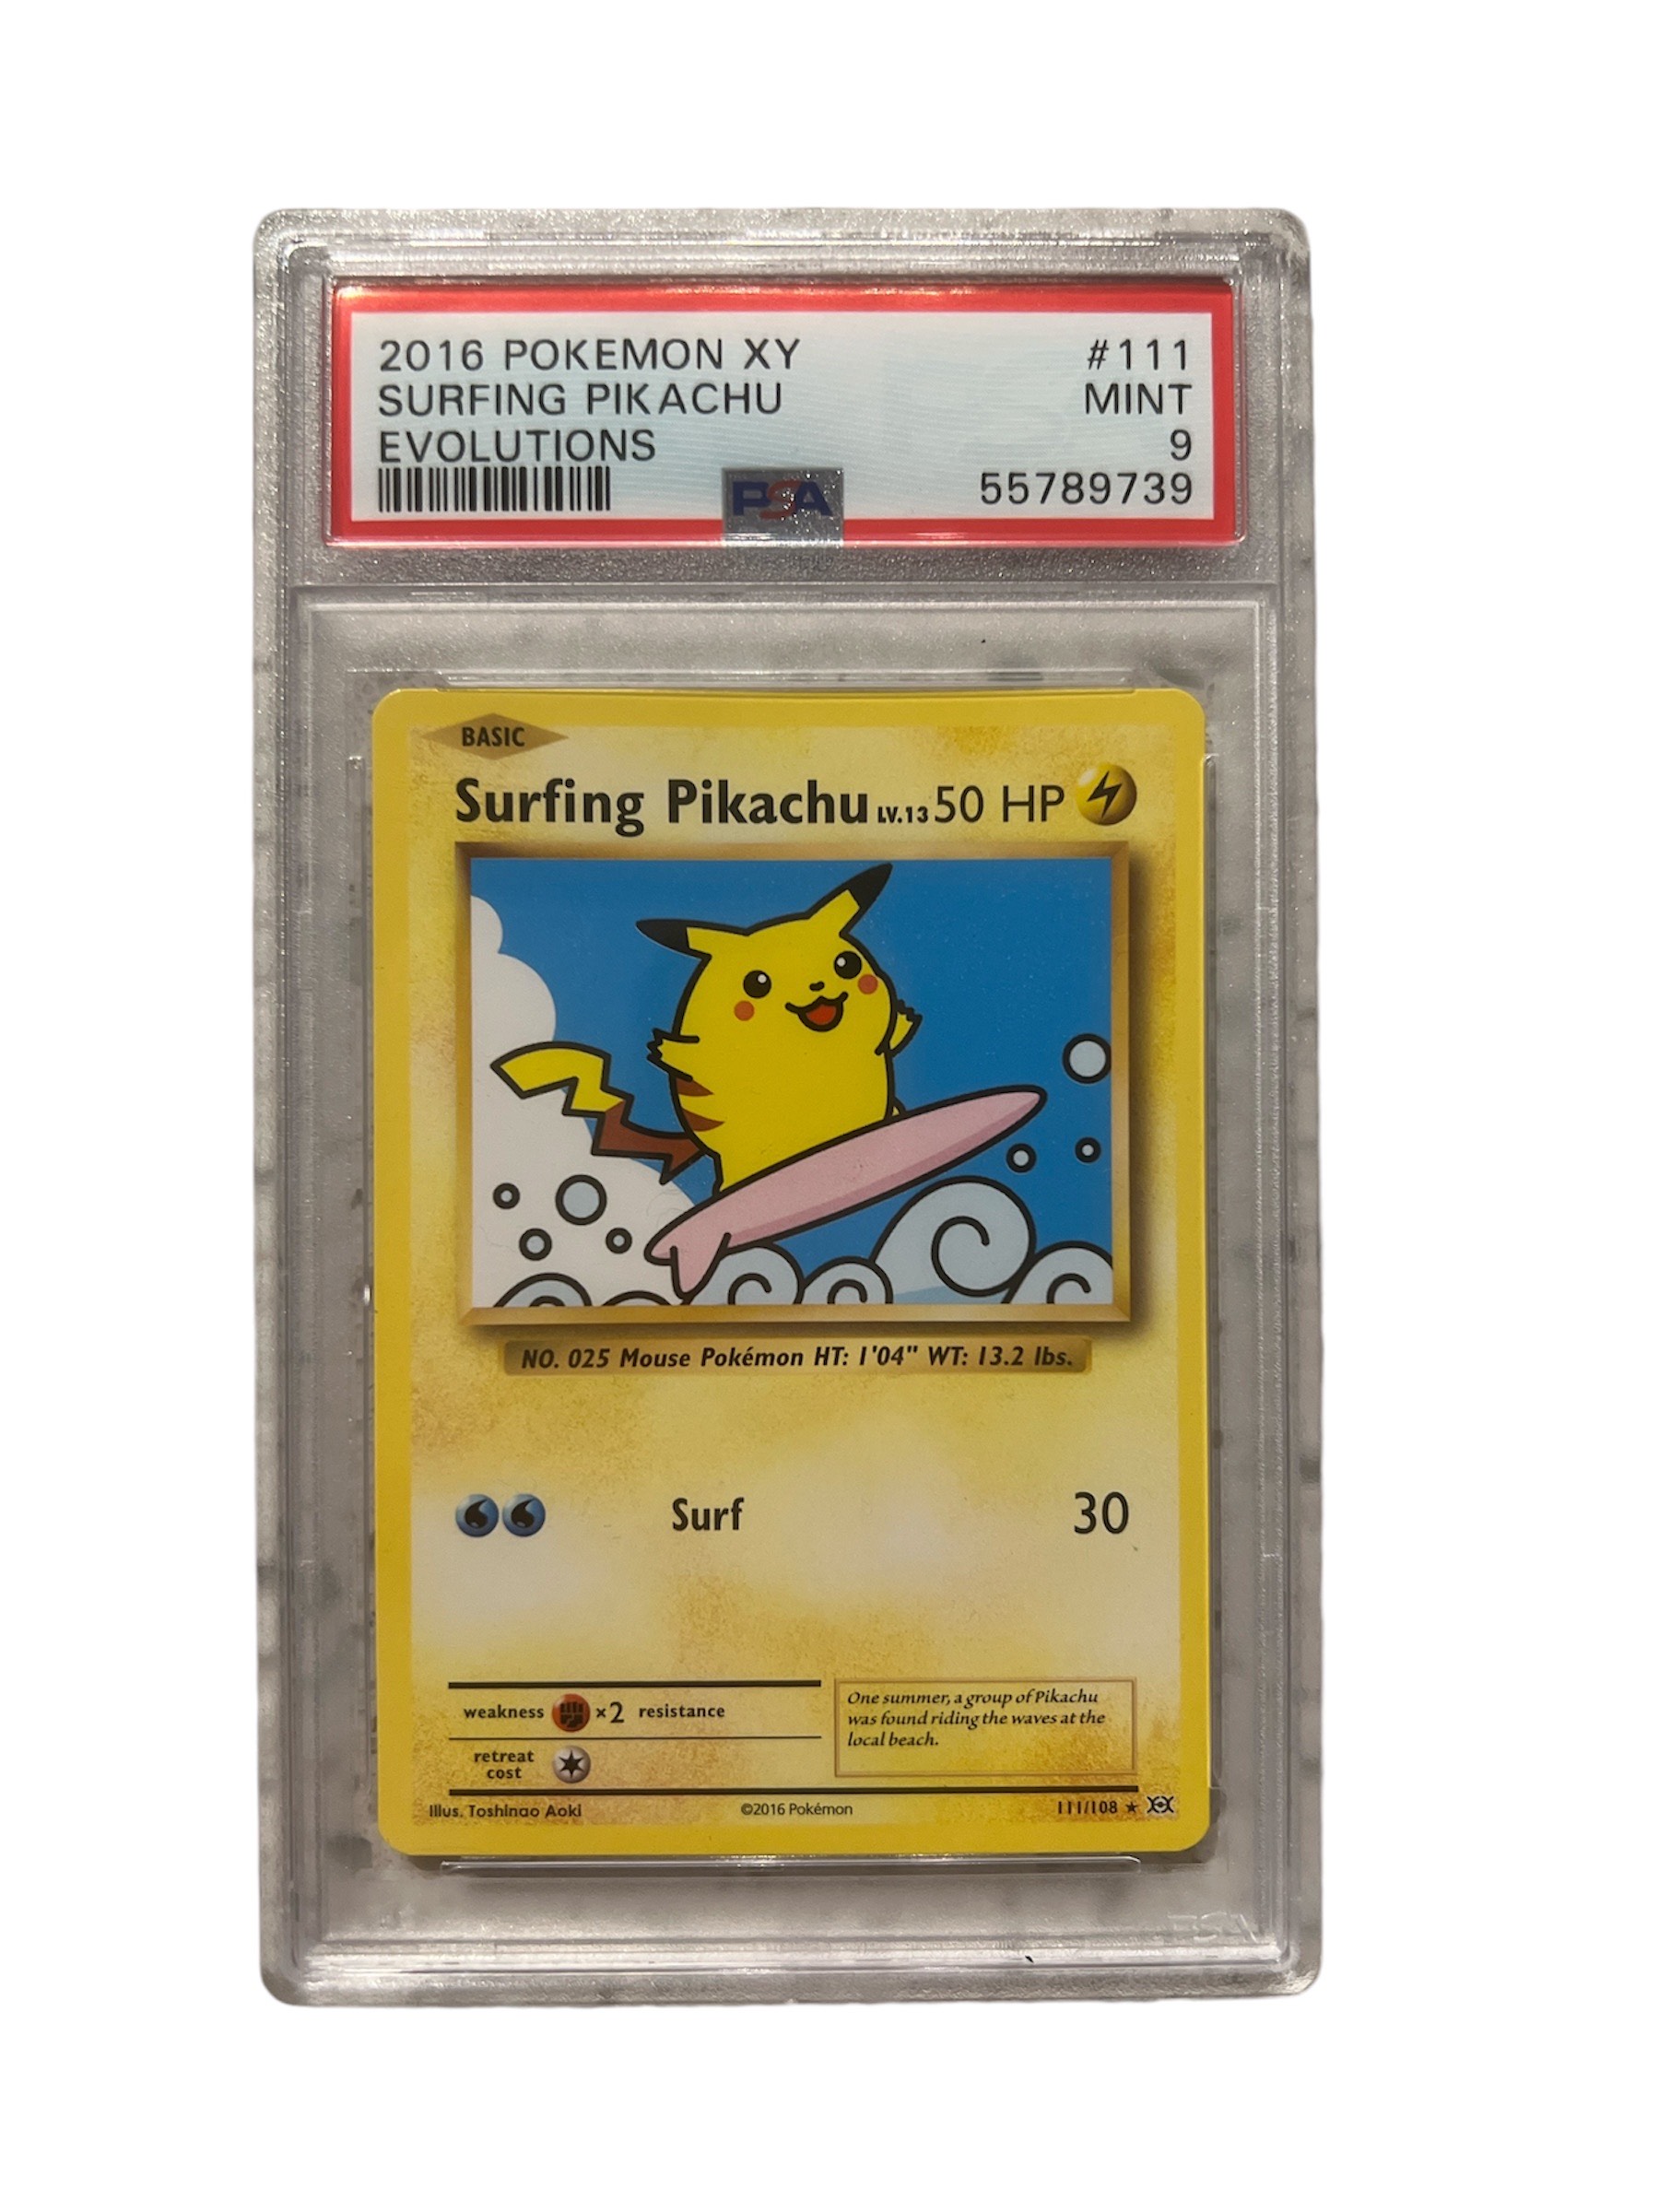 2016 POKEMON XY #111
SURFING PIKACHU MINT
EVOLUTIONS 9
55789739
PSA
BASIC
Surfing Pikachu LV.13 50 HP
NO. 025 Mouse Pokémon HT: 1'04" WT: 13.2 lbs.
Surf 30
weakness ×2 resistance
retreat
cost
One summer, a group of Pikachu
was found riding the waves at the
local beach.
Illus. Toshinao Aoki ©2016 Pokémon 111/108
PSA